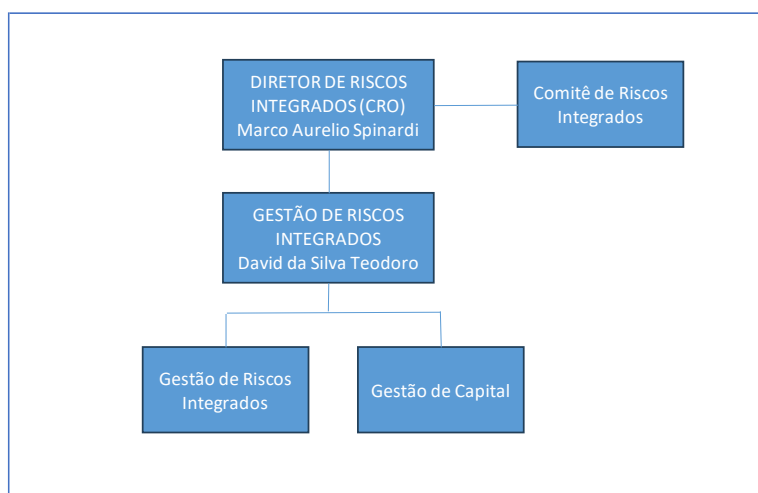 DIRETOR DE RISCOS
INTEGRADOS (CRO)
Marco Aurelio Spinardi
Comitê de Riscos
Integrados
GESTÃO DE RISCOS
INTEGRADOS
David da Silva Teodoro
Gestão de Riscos
Integrados
Gestão de Capital